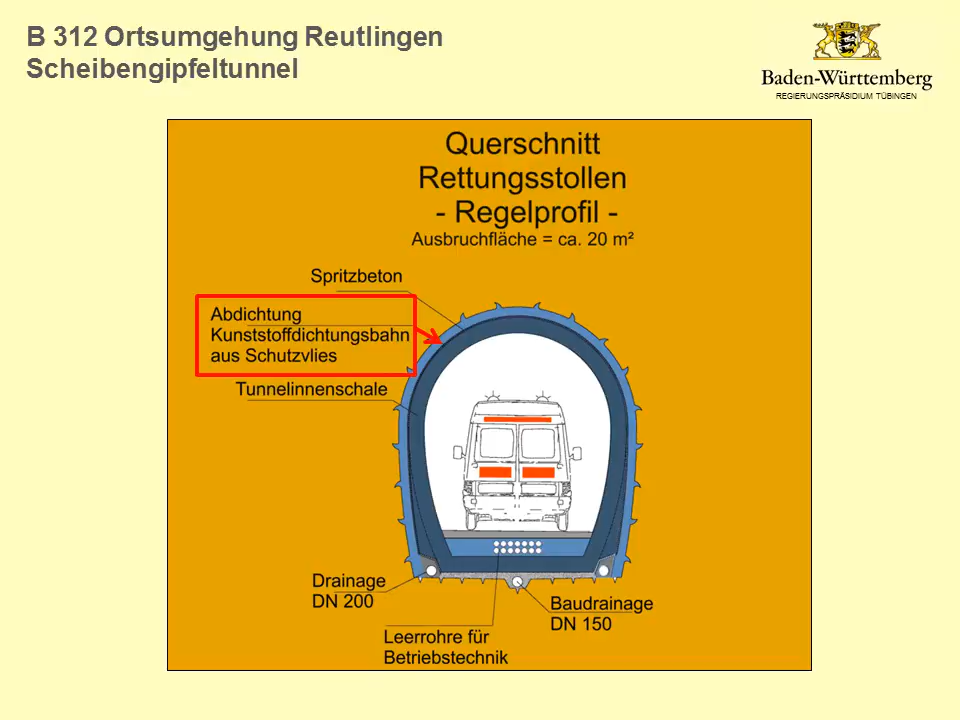 B 312 Ortsumgehung Reutlingen
Scheibengipfeltunnel
Baden-Württemberg
REGIERUNGSPRÄSIDIUM TÜBINGEN
Querschnitt
Rettungsstollen
- Regelprofil -
Ausbruchfläche = ca. 20 m²
Spritzbeton
Abdichtung
Kunststoffdichtungsbahn
aus Schutzvlies
Tunnelinnenschale
Drainage
DN 200
Baudrainage
DN 150
Leerrohre für
Betriebstechnik